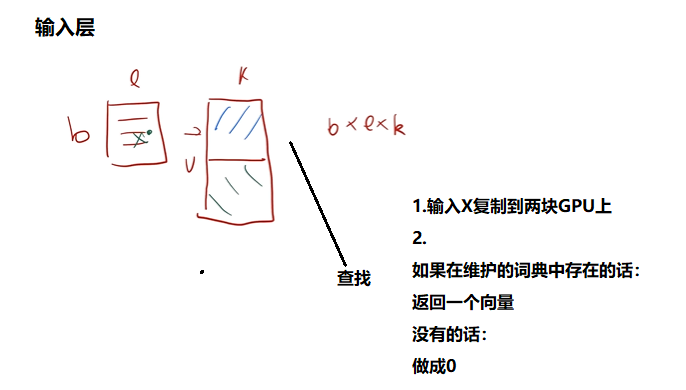 输入层
l
k
b
X
v
b×l×k
1.输入X复制到两块GPU上
2.
如果在维护的词典中存在的话：
返回一个向量
查找
没有的话：
做成0